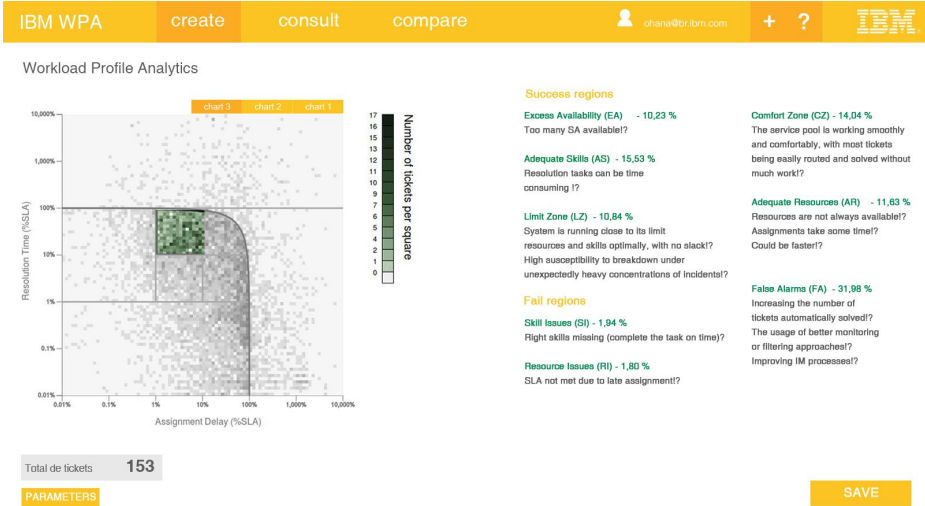 IBM WPA
create
consult
compare
ohana@br.ibm.com
+
?
IBM
Workload Profile Analytics
chart 3
chart 2
chart 1
10,000%
1,000%
100%
10%
1%
0.1%
0.01%
Resolution Time (%SLA)
0.01%
0.1%
1%
10%
100%
1,000%
10,000%
Assignment Delay (%SLA)
17
16
15
13
12
11
10
9
7
6
5
4
2
1
0
Number of tickets per square
Success regions
Excess Availability (EA) - 10,23 %
Too many SA available!?
Adequate Skills (AS) - 15,53 %
Resolution tasks can be time
consuming !?
Limit Zone (LZ) - 10,84 %
System is running close to its limit
resources and skills optimally, with no slack!?
High susceptibility to breakdown under
unexpectedly heavy concentrations of incidents!?
Fail regions
Skill Issues (SI) - 1,94 %
Right skills missing (complete the task on time)?
Resource Issues (RI) - 1,80 %
SLA not met due to late assignment!?
Comfort Zone (CZ) - 14,04 %
The service pool is working smoothly
and comfortably, with most tickets
being easily routed and solved without
much work!?
Adequate Resources (AR) - 11,63 %
Resources are not always available!?
Assignments take some time!?
Could be faster!?
False Alarms (FA) - 31,98 %
Increasing the number of
tickets automatically solved!?
The usage of better monitoring
or filtering approaches!?
Improving IM processes!?
Total de tickets 153
PARAMETERS
SAVE